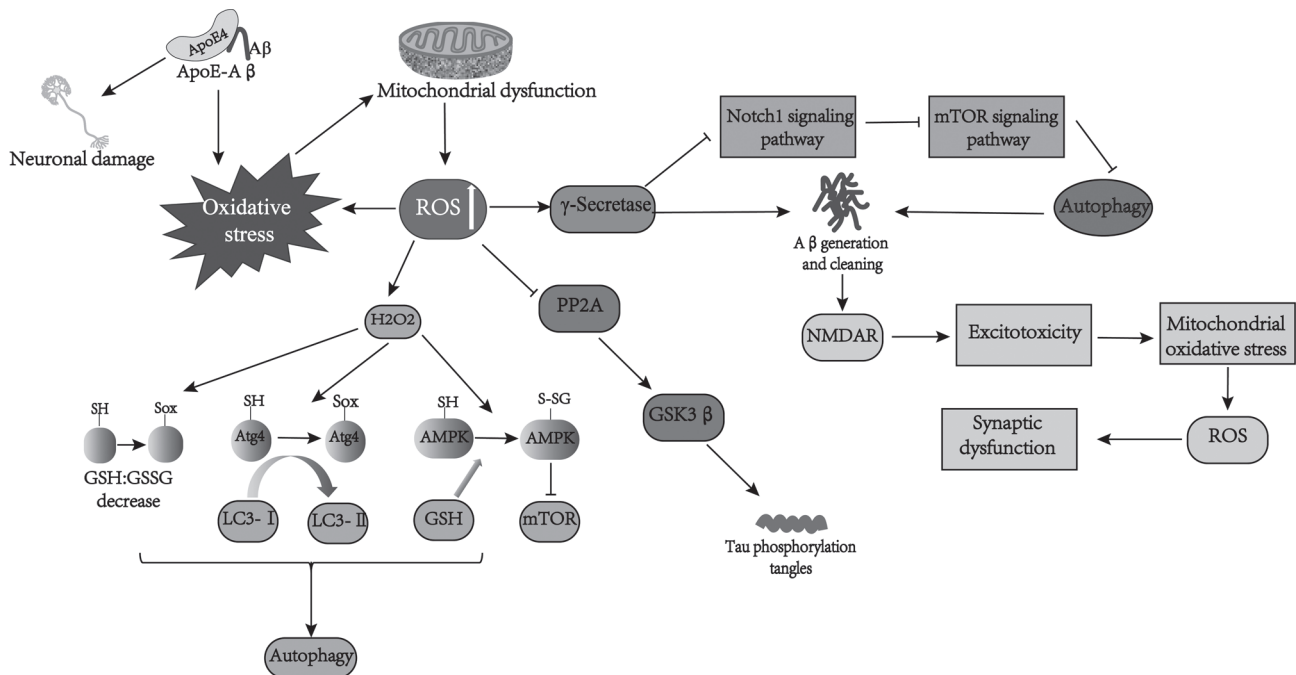 ApoE4
Aβ
ApoE-A β
Neuronal damage
Mitochondrial dysfunction
Oxidative
stress
ROS
γ-Secretase
Notch1 signaling
pathway
mTOR signaling
pathway
Autophagy
A β generation
and cleaning
NMDAR
Excitotoxicity
Mitochondrial
oxidative stress
ROS
Synaptic
dysfunction
H2O2
PP2A
GSK3 β
Tau phosphorylation
tangles
SH
Sox
GSH:GSSG
decrease
SH
Sox
Atg4
Atg4
LC3- I
LC3- II
SH
S-SG
AMPK
AMPK
GSH
mTOR
Autophagy